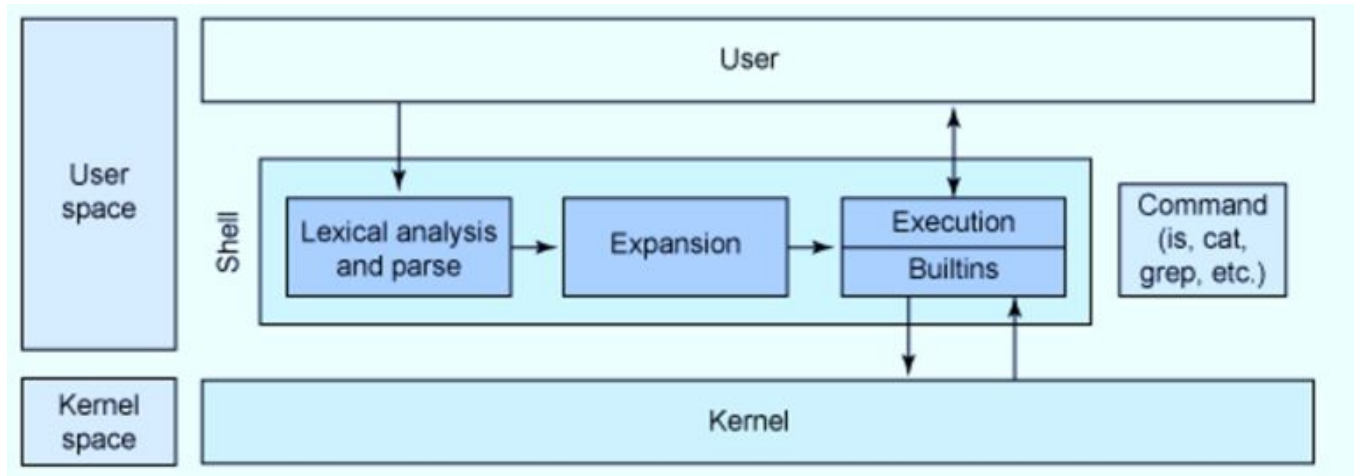 User
User
space
Shell
Lexical analysis
and parse
Expansion
Execution
Builtins
Command
(is, cat,
grep, etc.)
Kernel
space
Kernel